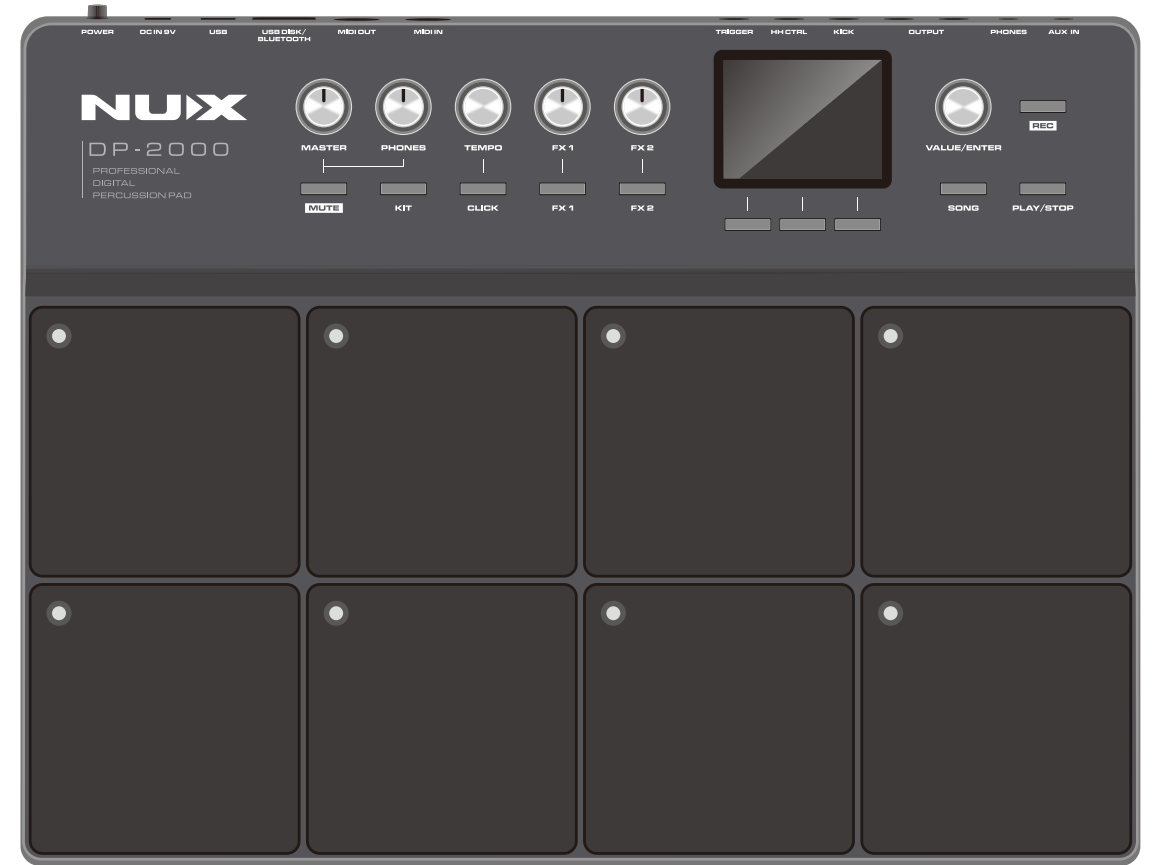 POWER DC IN 9V USB USB DISK/ MIDI OUT MIDI IN TRIGGER HH CTRL KICK OUTPUT PHONES AUX IN
BLUETOOTH
NUX
DP-2000
PROFESSIONAL
DIGITAL
PERCUSSION PAD
MASTER PHONES TEMPO FX 1 FX 2 VALUE/ENTER
REC
MUTE KIT CLICK FX 1 FX 2 SONG PLAY/STOP